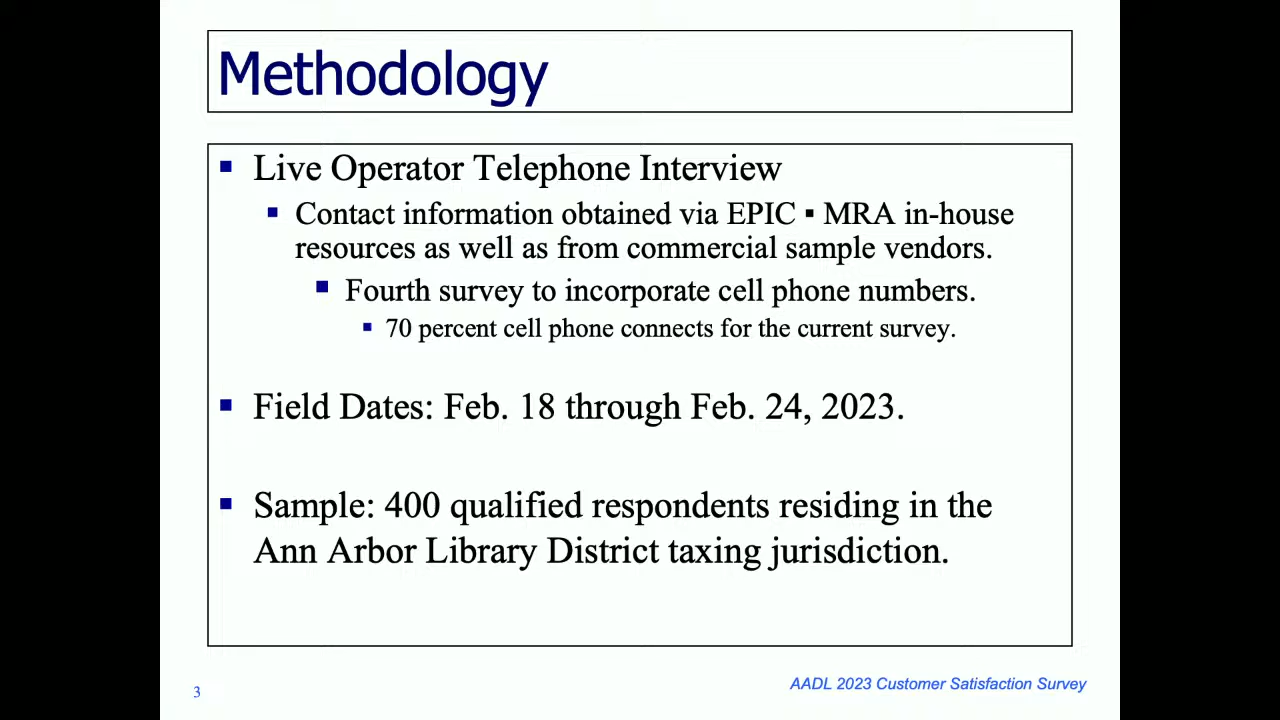 Methodology
▪ Live Operator Telephone Interview
▪ Contact information obtained via EPIC ▪ MRA in-house
resources as well as from commercial sample vendors.
▪ Fourth survey to incorporate cell phone numbers.
▪ 70 percent cell phone connects for the current survey.
▪ Field Dates: Feb. 18 through Feb. 24, 2023.
▪ Sample: 400 qualified respondents residing in the
Ann Arbor Library District taxing jurisdiction.
3
AADL 2023 Customer Satisfaction Survey